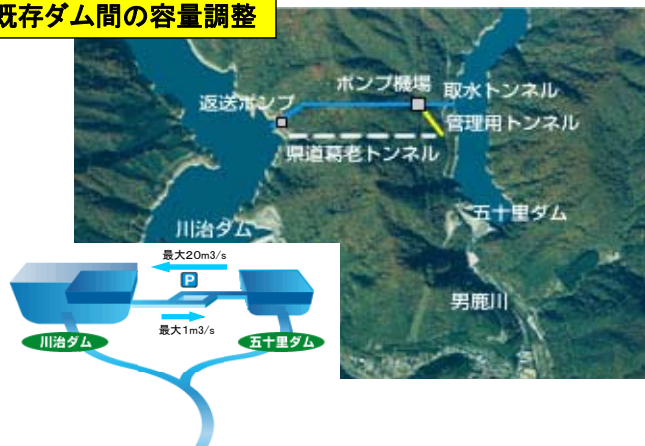 既存ダム間の容量調整
ポンプ機場
取水トンネル
返送ポンプ
管理用トンネル
県道葛老トンネル
川治ダム
五十里ダム
男鹿川
最大20m3/s
P
最大1m3/s
川治ダム
五十里ダム